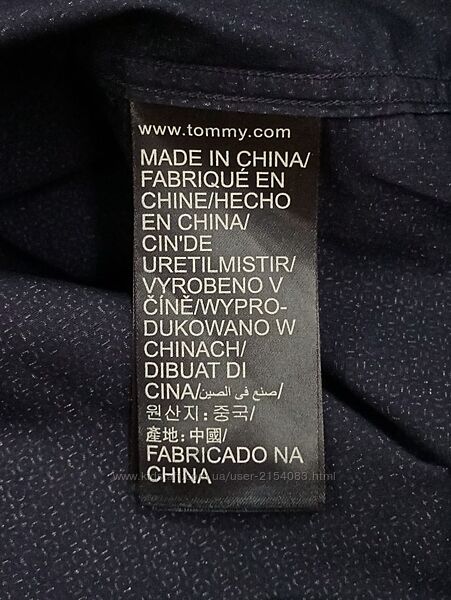 www.tommy.com
MADE IN CHINA/
FABRIQUÉ EN
CHINE/HECHO
EN CHINA/
CIN'DE
URETILMISTIR/
VYROBENO V
ČÍNĚ/WYPRO-
DUKOWANO W
CHINACH/
DIBUAT DI
CINA/صنع فى الصين/
원산지: 중국/
產地: 中國/
FABRICADO NA
CHINA